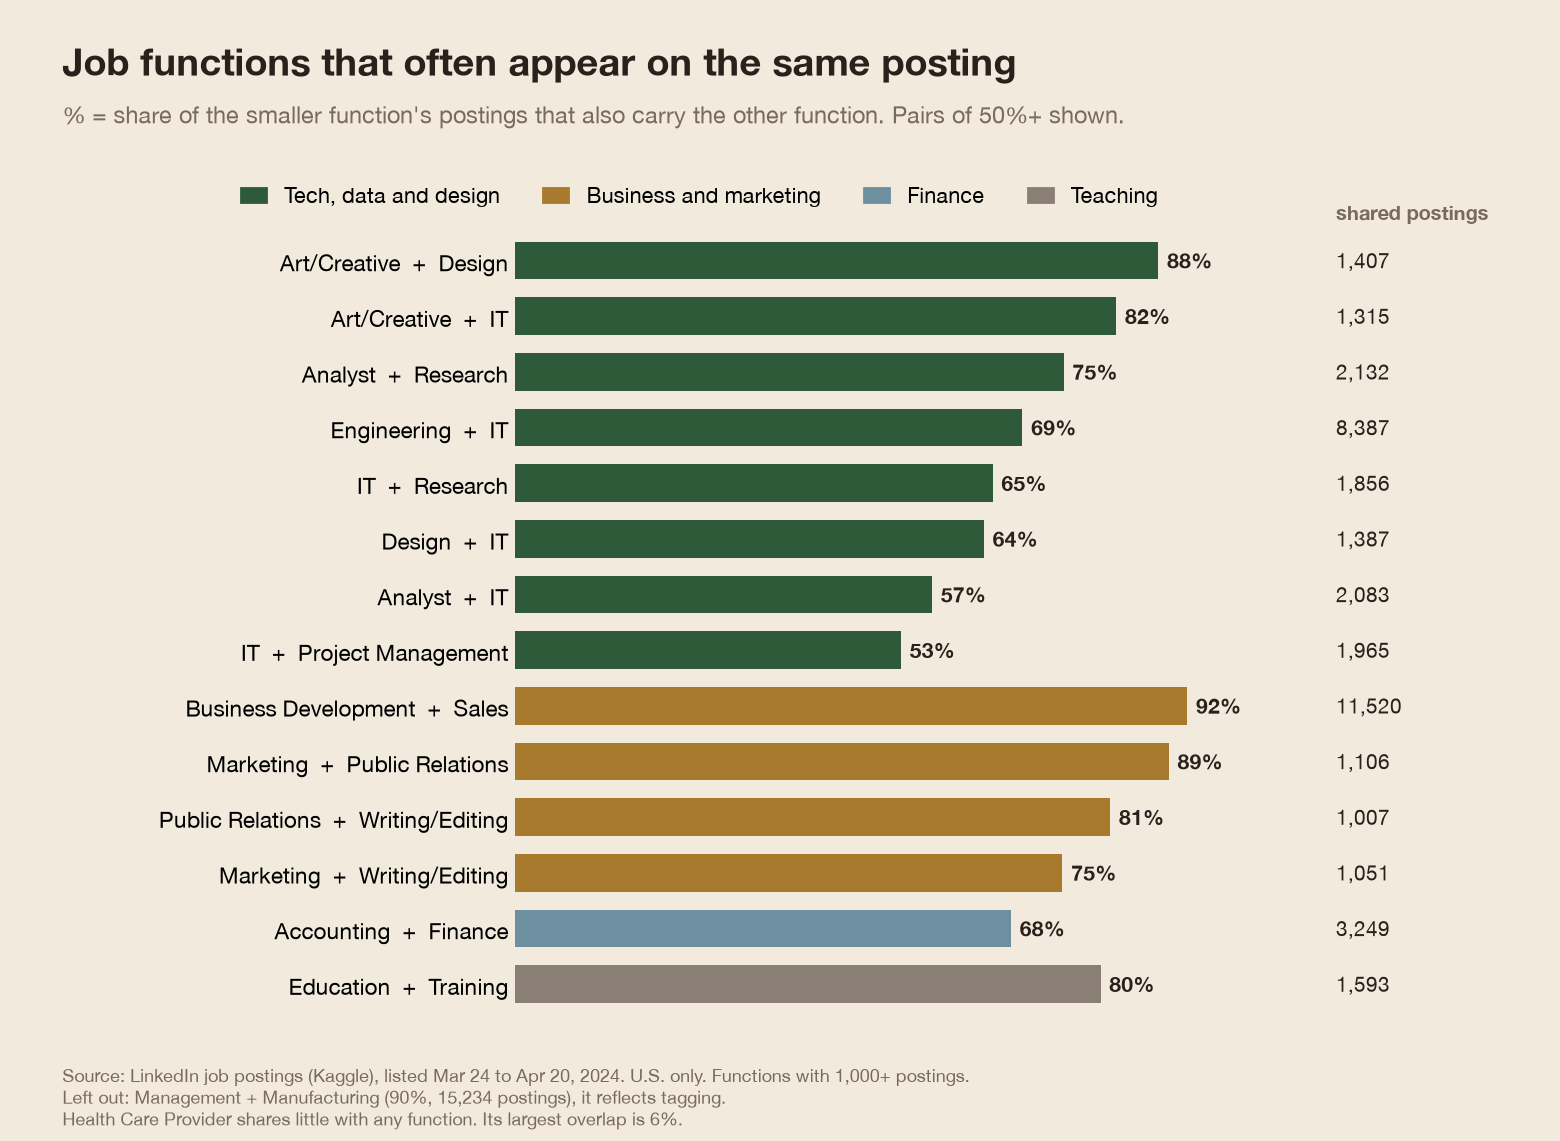 Job functions that often appear on the same posting
% = share of the smaller function's postings that also carry the other function. Pairs of 50%+ shown.
Tech, data and design Business and marketing Finance Teaching
shared postings
Art/Creative + Design 88% 1,407
Art/Creative + IT 82% 1,315
Analyst + Research 75% 2,132
Engineering + IT 69% 8,387
IT + Research 65% 1,856
Design + IT 64% 1,387
Analyst + IT 57% 2,083
IT + Project Management 53% 1,965
Business Development + Sales 92% 11,520
Marketing + Public Relations 89% 1,106
Public Relations + Writing/Editing 81% 1,007
Marketing + Writing/Editing 75% 1,051
Accounting + Finance 68% 3,249
Education + Training 80% 1,593
Source: LinkedIn job postings (Kaggle), listed Mar 24 to Apr 20, 2024. U.S. only. Functions with 1,000+ postings.
Left out: Management + Manufacturing (90%, 15,234 postings), it reflects tagging.
Health Care Provider shares little with any function. Its largest overlap is 6%.